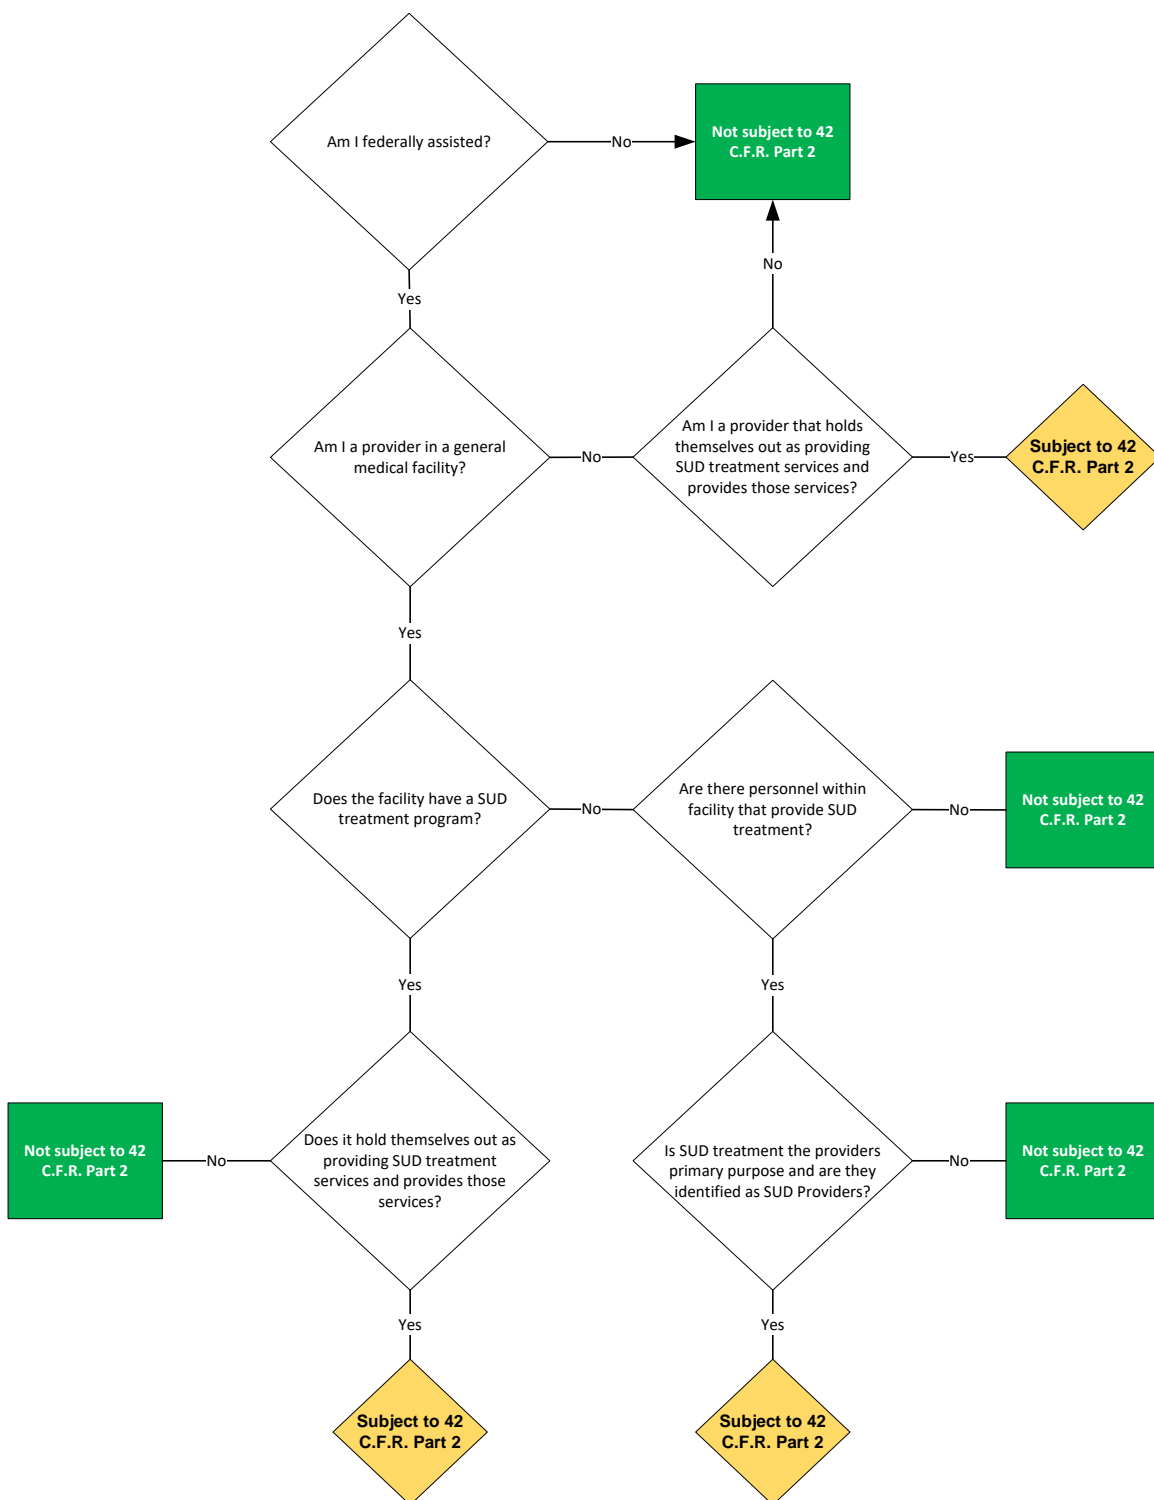 Am I federally assisted?
No
Not subject to 42
C.F.R. Part 2
Yes
No
Am I a provider in a general
medical facility?
No
Am I a provider that holds
themselves out as providing
SUD treatment services and
provides those services?
Yes
Subject to 42
C.F.R. Part 2
Yes
Does the facility have a SUD
treatment program?
No
Are there personnel within
facility that provide SUD
treatment?
No
Not subject to 42
C.F.R. Part 2
Yes
Yes
Not subject to 42
C.F.R. Part 2
No
Does it hold themselves out as
providing SUD treatment
services and provides those
services?
Is SUD treatment the providers
primary purpose and are they
identified as SUD Providers?
No
Not subject to 42
C.F.R. Part 2
Yes
Yes
Subject to 42
C.F.R. Part 2
Subject to 42
C.F.R. Part 2